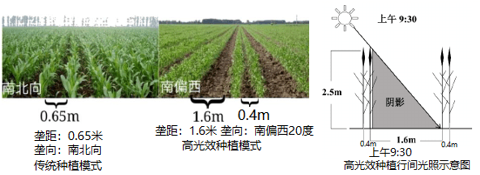 南北向
0.65m
垄距：0.65米
垄向：南北向
传统种植模式
南偏西
1.6m
0.4m
垄距：1.6米 垄向：南偏西20度
高光效种植模式
上午 9:30
2.5m
阴影
0.4m
1.6m
0.4m
上午9:30
高光效种植行间光照示意图